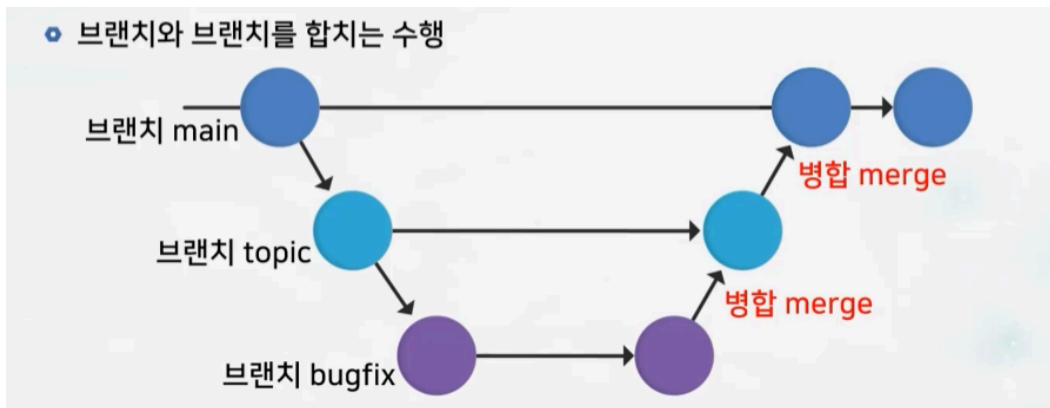 브랜치와 브랜치를 합치는 수행
브랜치 main
병합 merge
브랜치 topic
병합 merge
브랜치 bugfix